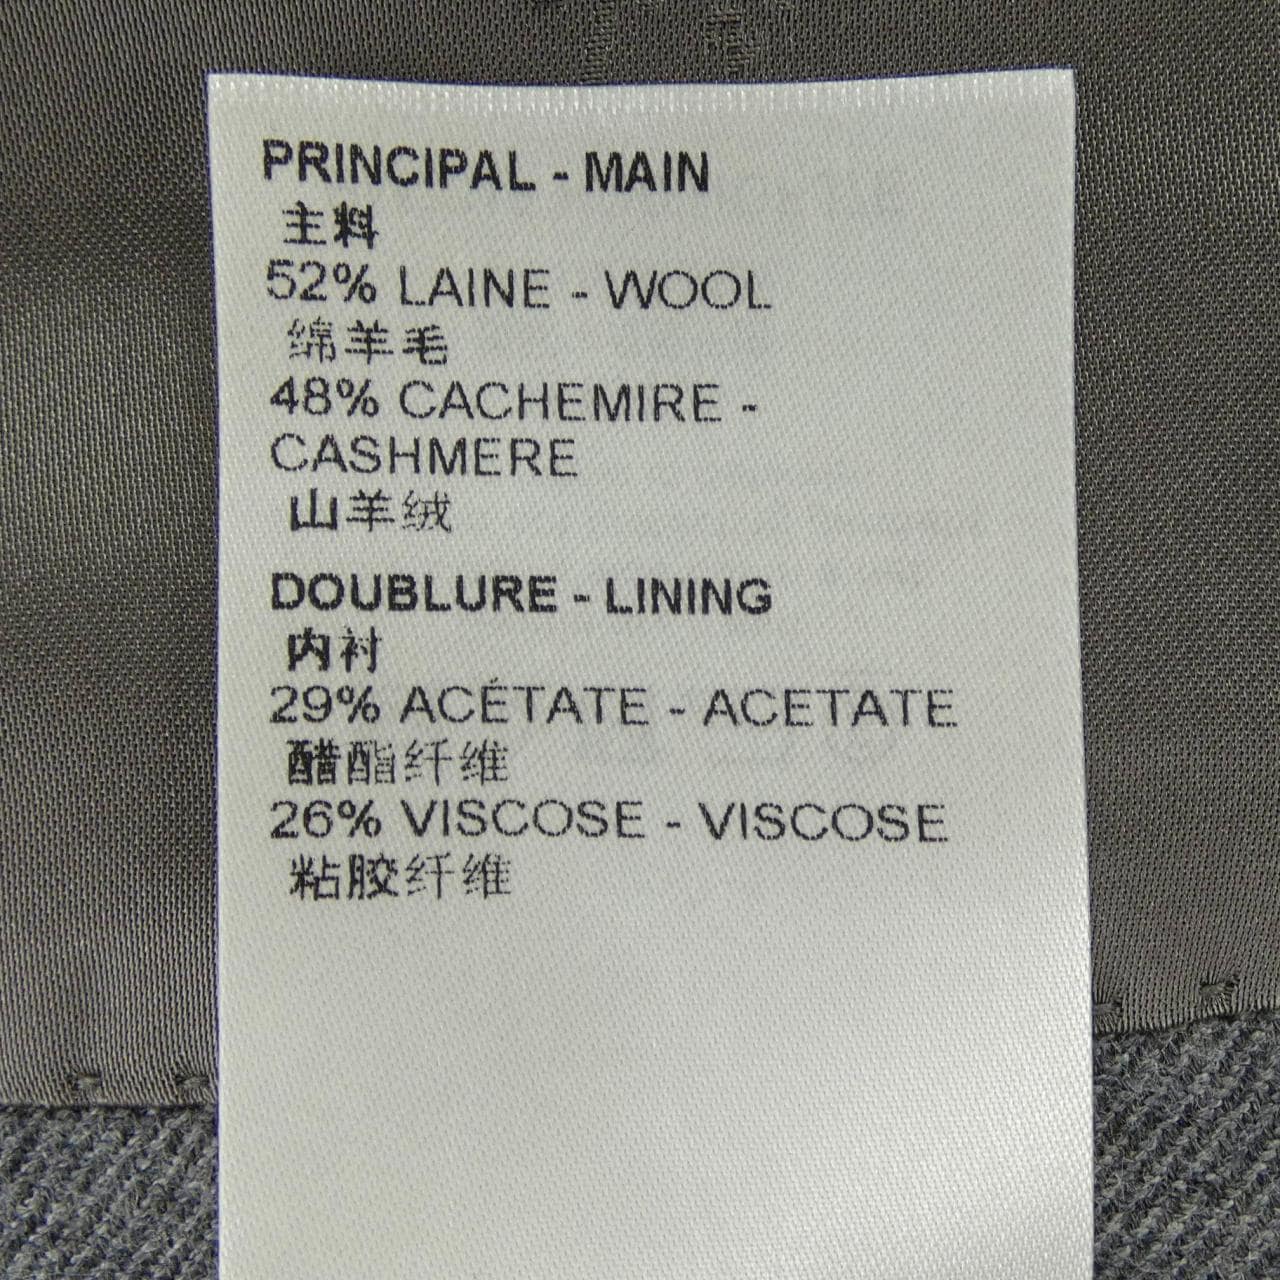 PRINCIPAL - MAIN
主料
52% LAINE - WOOL
绵羊毛
48% CACHEMIRE -
CASHMERE
山羊绒
DOUBLURE - LINING
内衬
29% ACÉTATE - ACETATE
醋酯纤维
26% VISCOSE - VISCOSE
粘胶纤维